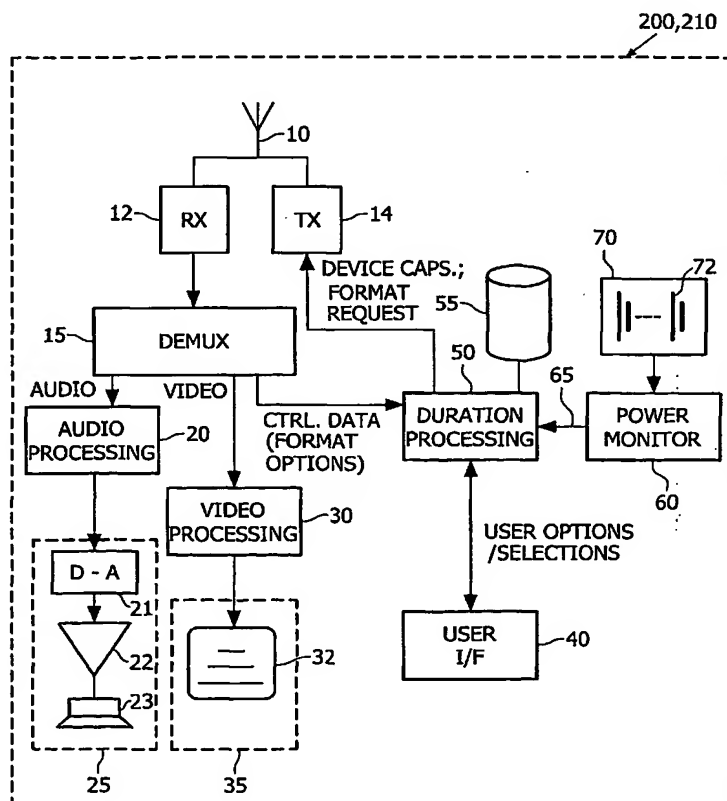 200,210
10
12
RX
TX
14
DEVICE CAPS.;
FORMAT
REQUEST
55
70
72
15
DEMUX
50
65
AUDIO
VIDEO
CTRL. DATA
(FORMAT
OPTIONS)
DURATION
PROCESSING
POWER
MONITOR
AUDIO
PROCESSING
20
60
VIDEO
PROCESSING
30
USER OPTIONS
/SELECTIONS
D - A
21
22
32
USER
I/F
40
23
25
35